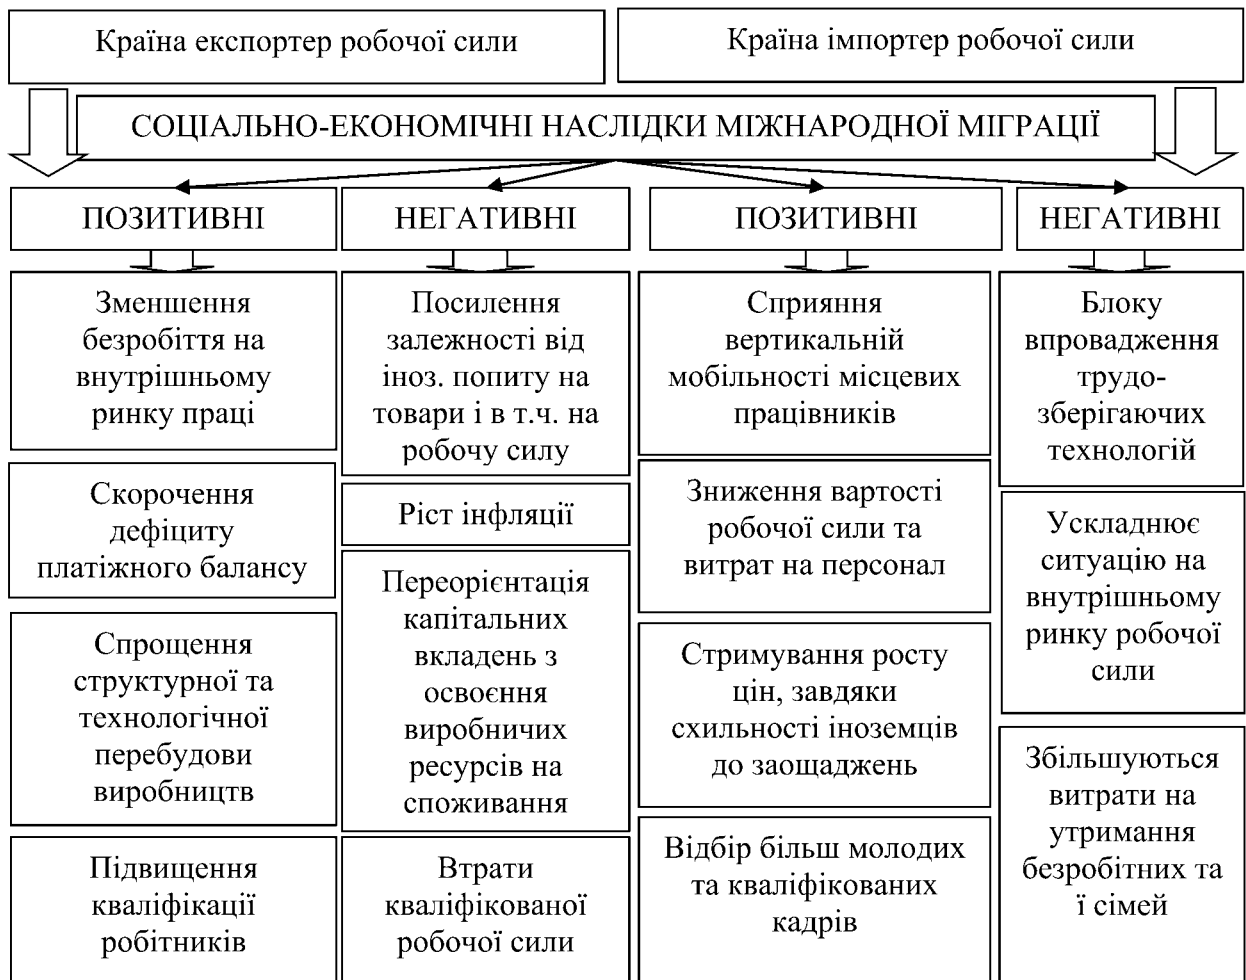 Країна експортер робочої сили
Країна імпортер робочої сили
СОЦІАЛЬНО-ЕКОНОМІЧНІ НАСЛІДКИ МІЖНАРОДНОЇ МІГРАЦІЇ
ПОЗИТИВНІ
НЕГАТИВНІ
ПОЗИТИВНІ
НЕГАТИВНІ
Зменшення
безробіття на
внутрішньому
ринку праці
Скорочення
дефіциту
платіжного балансу
Спрощення
структурної та
технологічної
перебудови
виробництв
Підвищення
кваліфікації
робітників
Посилення
залежності від
іноз. попиту на
товари і в т.ч. на
робочу силу
Ріст інфляції
Переорієнтація
капітальних
вкладень з
освоєння
виробничих
ресурсів на
споживання
Втрати
кваліфікованої
робочої сили
Сприяння
вертикальній
мобільності місцевих
працівників
Зниження вартості
робочої сили та
витрат на персонал
Стримування росту
цін, завдяки
схильності іноземців
до заощаджень
Відбір більш молодих
та кваліфікованих
кадрів
Блоку
впровадження
трудо-
зберігаючих
технологій
Ускладнює
ситуацію на
внутрішньому
ринку робочої
сили
Збільшуються
витрати на
утримання
безробітних та
ї сімей